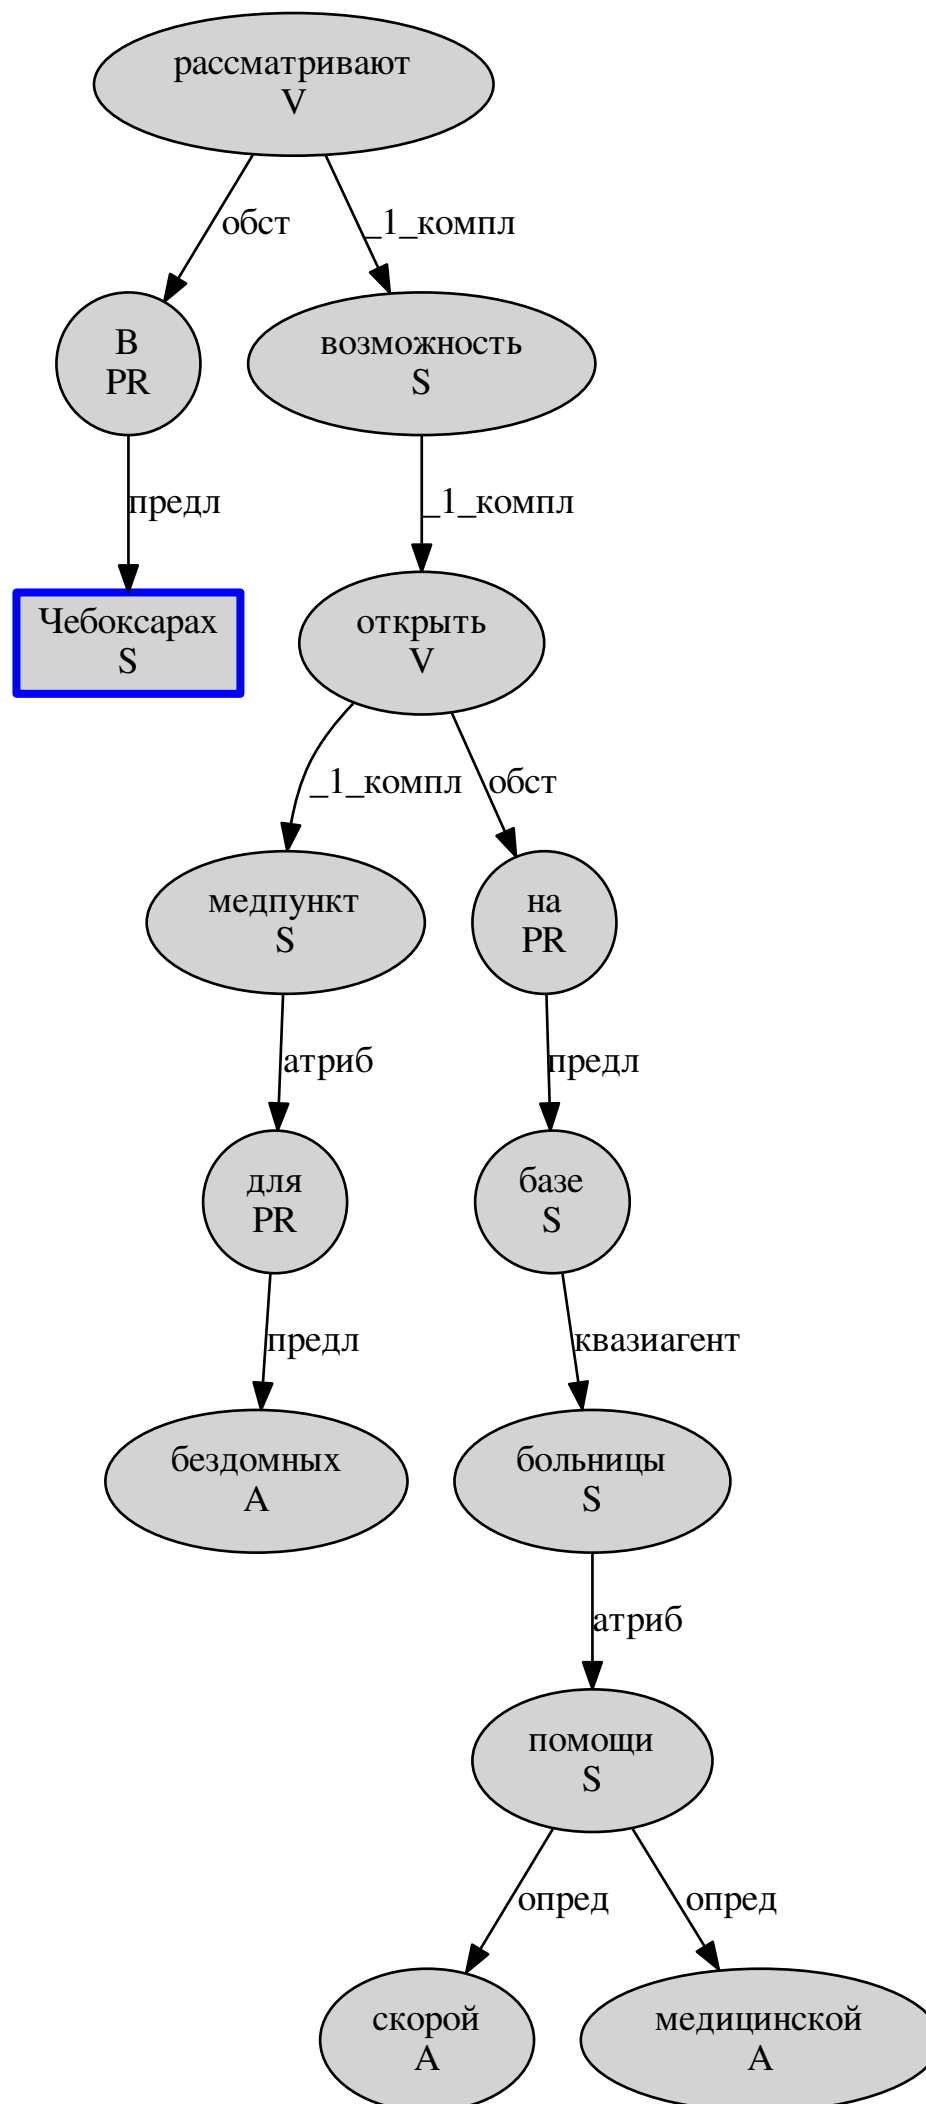 рассматривают
V
обст
_1_компл
В
PR
возможность
S
предл
_1_компл
Чебоксарах
S
открыть
V
_1_компл
обст
медпункт
S
на
PR
атриб
предл
для
PR
базе
S
предл
квазиагент
бездомных
A
больницы
S
атриб
помощи
S
опред
опред
скорой
A
медицинской
A